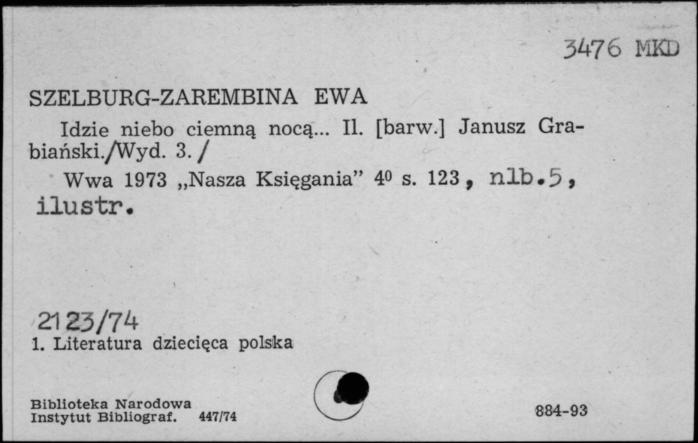 3476 MKD
SZELBURG-ZAREMBINA EWA
Idzie niebo ciemną nocą... Il. [barw.] Janusz Gra-
biański./Wyd. 3./
Wwa 1973 „Nasza Księgania” 4⁰ s. 123, nlb.5,
ilustr.
2123/74
1. Literatura dziecięca polska
Biblioteka Narodowa
Instytut Bibliograf. 447/74
884-93